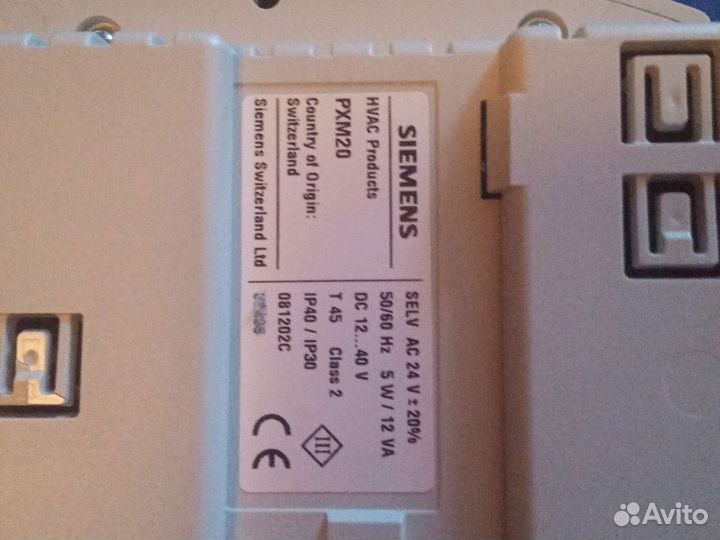 SIEMENS
HVAC Products
PXM20
Country of Origin:
Switzerland
Siemens Switzerland Ltd
SELV AC 24 V ± 20%
50/60 Hz 5 W / 12 VA
DC 12...40 V
T 45 Class 2
IP40 / IP30
081202C
III
CE
Avito